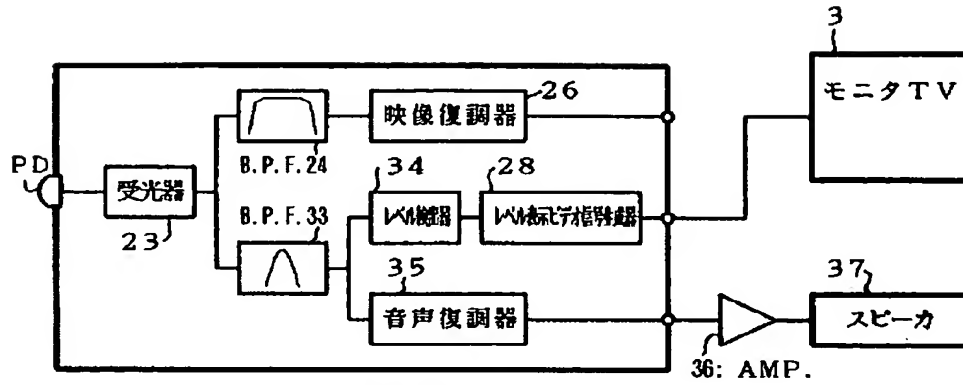 3
モニタTV
26
映像復調器
B.P.F.24
PD
受光器
23
34
レベル検出器
28
レベル表示ビデオ信号生成器
B.P.F.33
35
音声復調器
37
スピーカ
36: AMP.